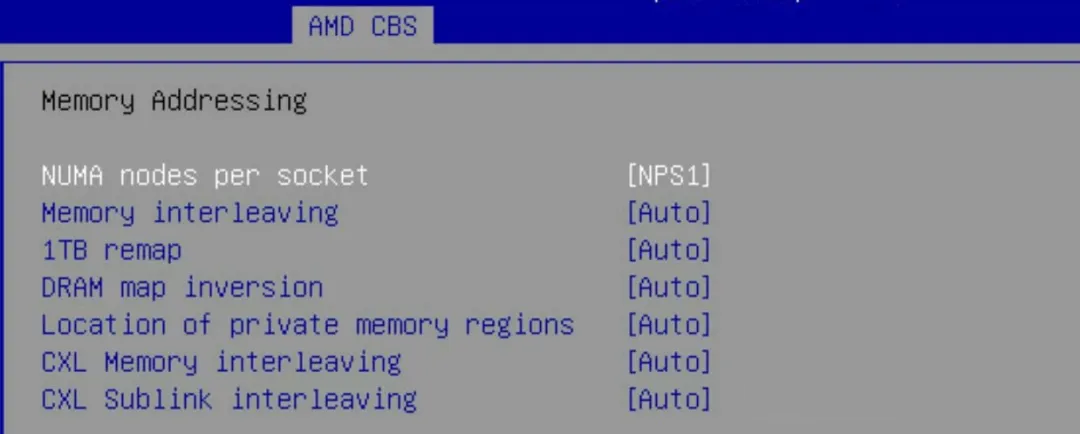 AMD CBS
Memory Addressing
NUMA nodes per socket [NPS1]
Memory interleaving [Auto]
1TB remap [Auto]
DRAM map inversion [Auto]
Location of private memory regions [Auto]
CXL Memory interleaving [Auto]
CXL Sublink interleaving [Auto]